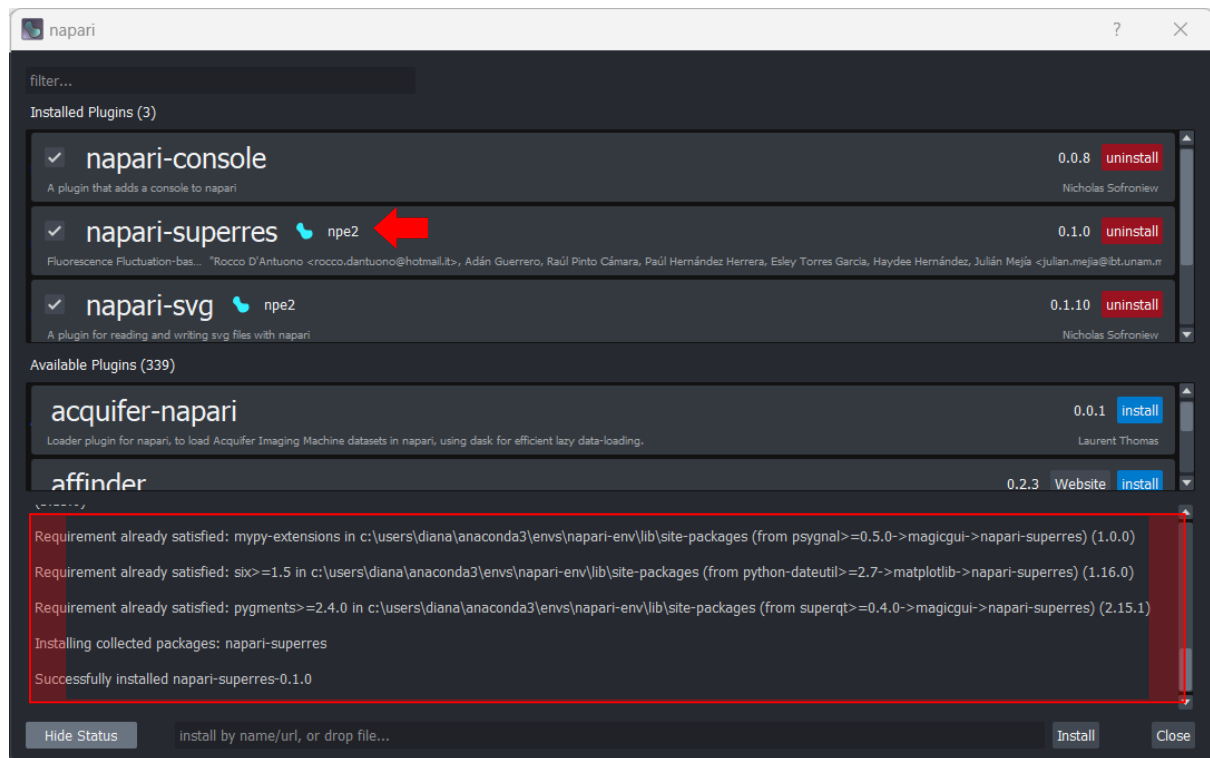 napari ?
filter...
Installed Plugins (3)
napari-console 0.0.8 uninstall
A plugin that adds a console to napari Nicholas Sofroniew
napari-superres npe2 0.1.0 uninstall
Fluorescence Fluctuation-bas... "Rocco D'Antuono <rocco.dantuono@hotmail.it>, Adán Guerrero, Raúl Pinto Cámara, Paúl Hernández Herrera, Esley Torres Garcia, Haydee Hernández, Julián Mejía <julian.mejia@ibt.unam.m
napari-svg npe2 0.1.10 uninstall
A plugin for reading and writing svg files with napari Nicholas Sofroniew
Available Plugins (339)
acquifer-napari 0.0.1 install
Loader plugin for napari, to load Acquifer Imaging Machine datasets in napari, using dask for efficient lazy data-loading. Laurent Thomas
affinder 0.2.3 Website install
Requirement already satisfied: mypy-extensions in c:\users\diana\anaconda3\envs\napari-env\lib\site-packages (from psygnal>=0.5.0->magicgui->napari-superres) (1.0.0)
Requirement already satisfied: six>=1.5 in c:\users\diana\anaconda3\envs\napari-env\lib\site-packages (from python-dateutil>=2.7->matplotlib->napari-superres) (1.16.0)
Requirement already satisfied: pygments>=2.4.0 in c:\users\diana\anaconda3\envs\napari-env\lib\site-packages (from superqt>=0.4.0->magicgui->napari-superres) (2.15.1)
Installing collected packages: napari-superres
Successfully installed napari-superres-0.1.0
Hide Status install by name/url, or drop file... Install Close